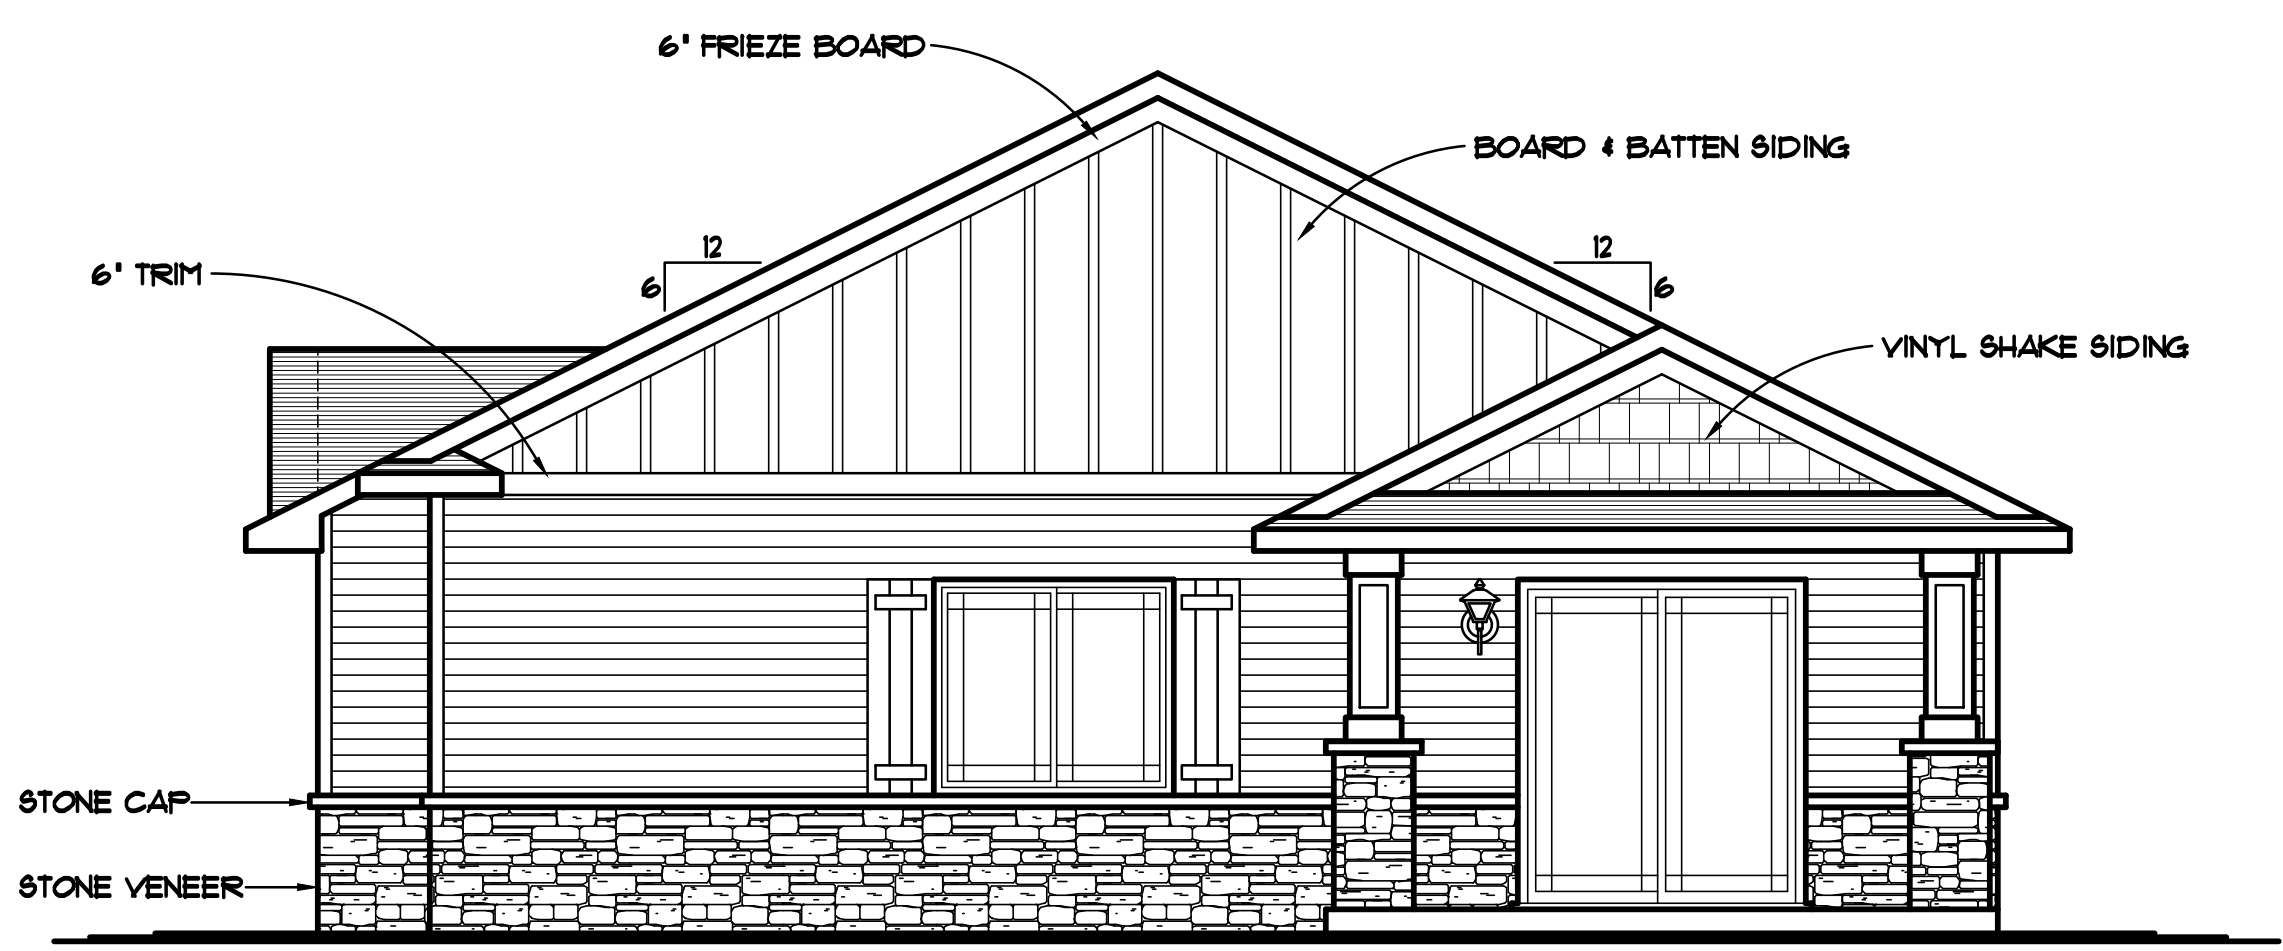 6" FRIEZE BOARD
BOARD & BATTEN SIDING
12
6
12
6
6" TRIM
VINYL SHAKE SIDING
STONE CAP
STONE VENEER